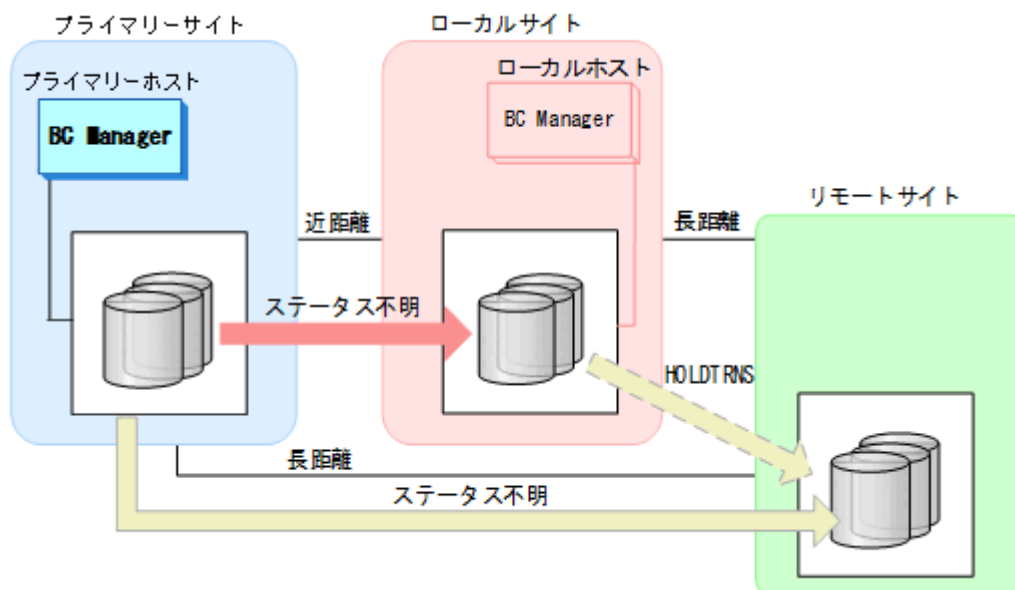 プライマリーサイト
ローカルサイト
プライマリーホスト
ローカルホスト
BC Manager
BC Manager
リモートサイト
近距離
長距離
ステータス不明
HOLDTRNS
長距離
ステータス不明